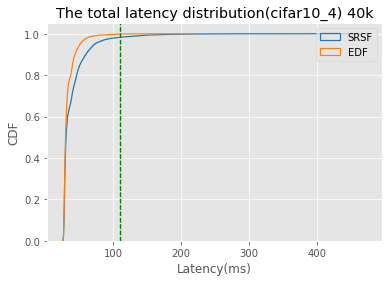 The total latency distribution(cifar10_4) 40k
SRSF
EDF
1.0
0.8
0.6
0.4
0.2
0.0
CDF
100
200
300
400
Latency(ms)